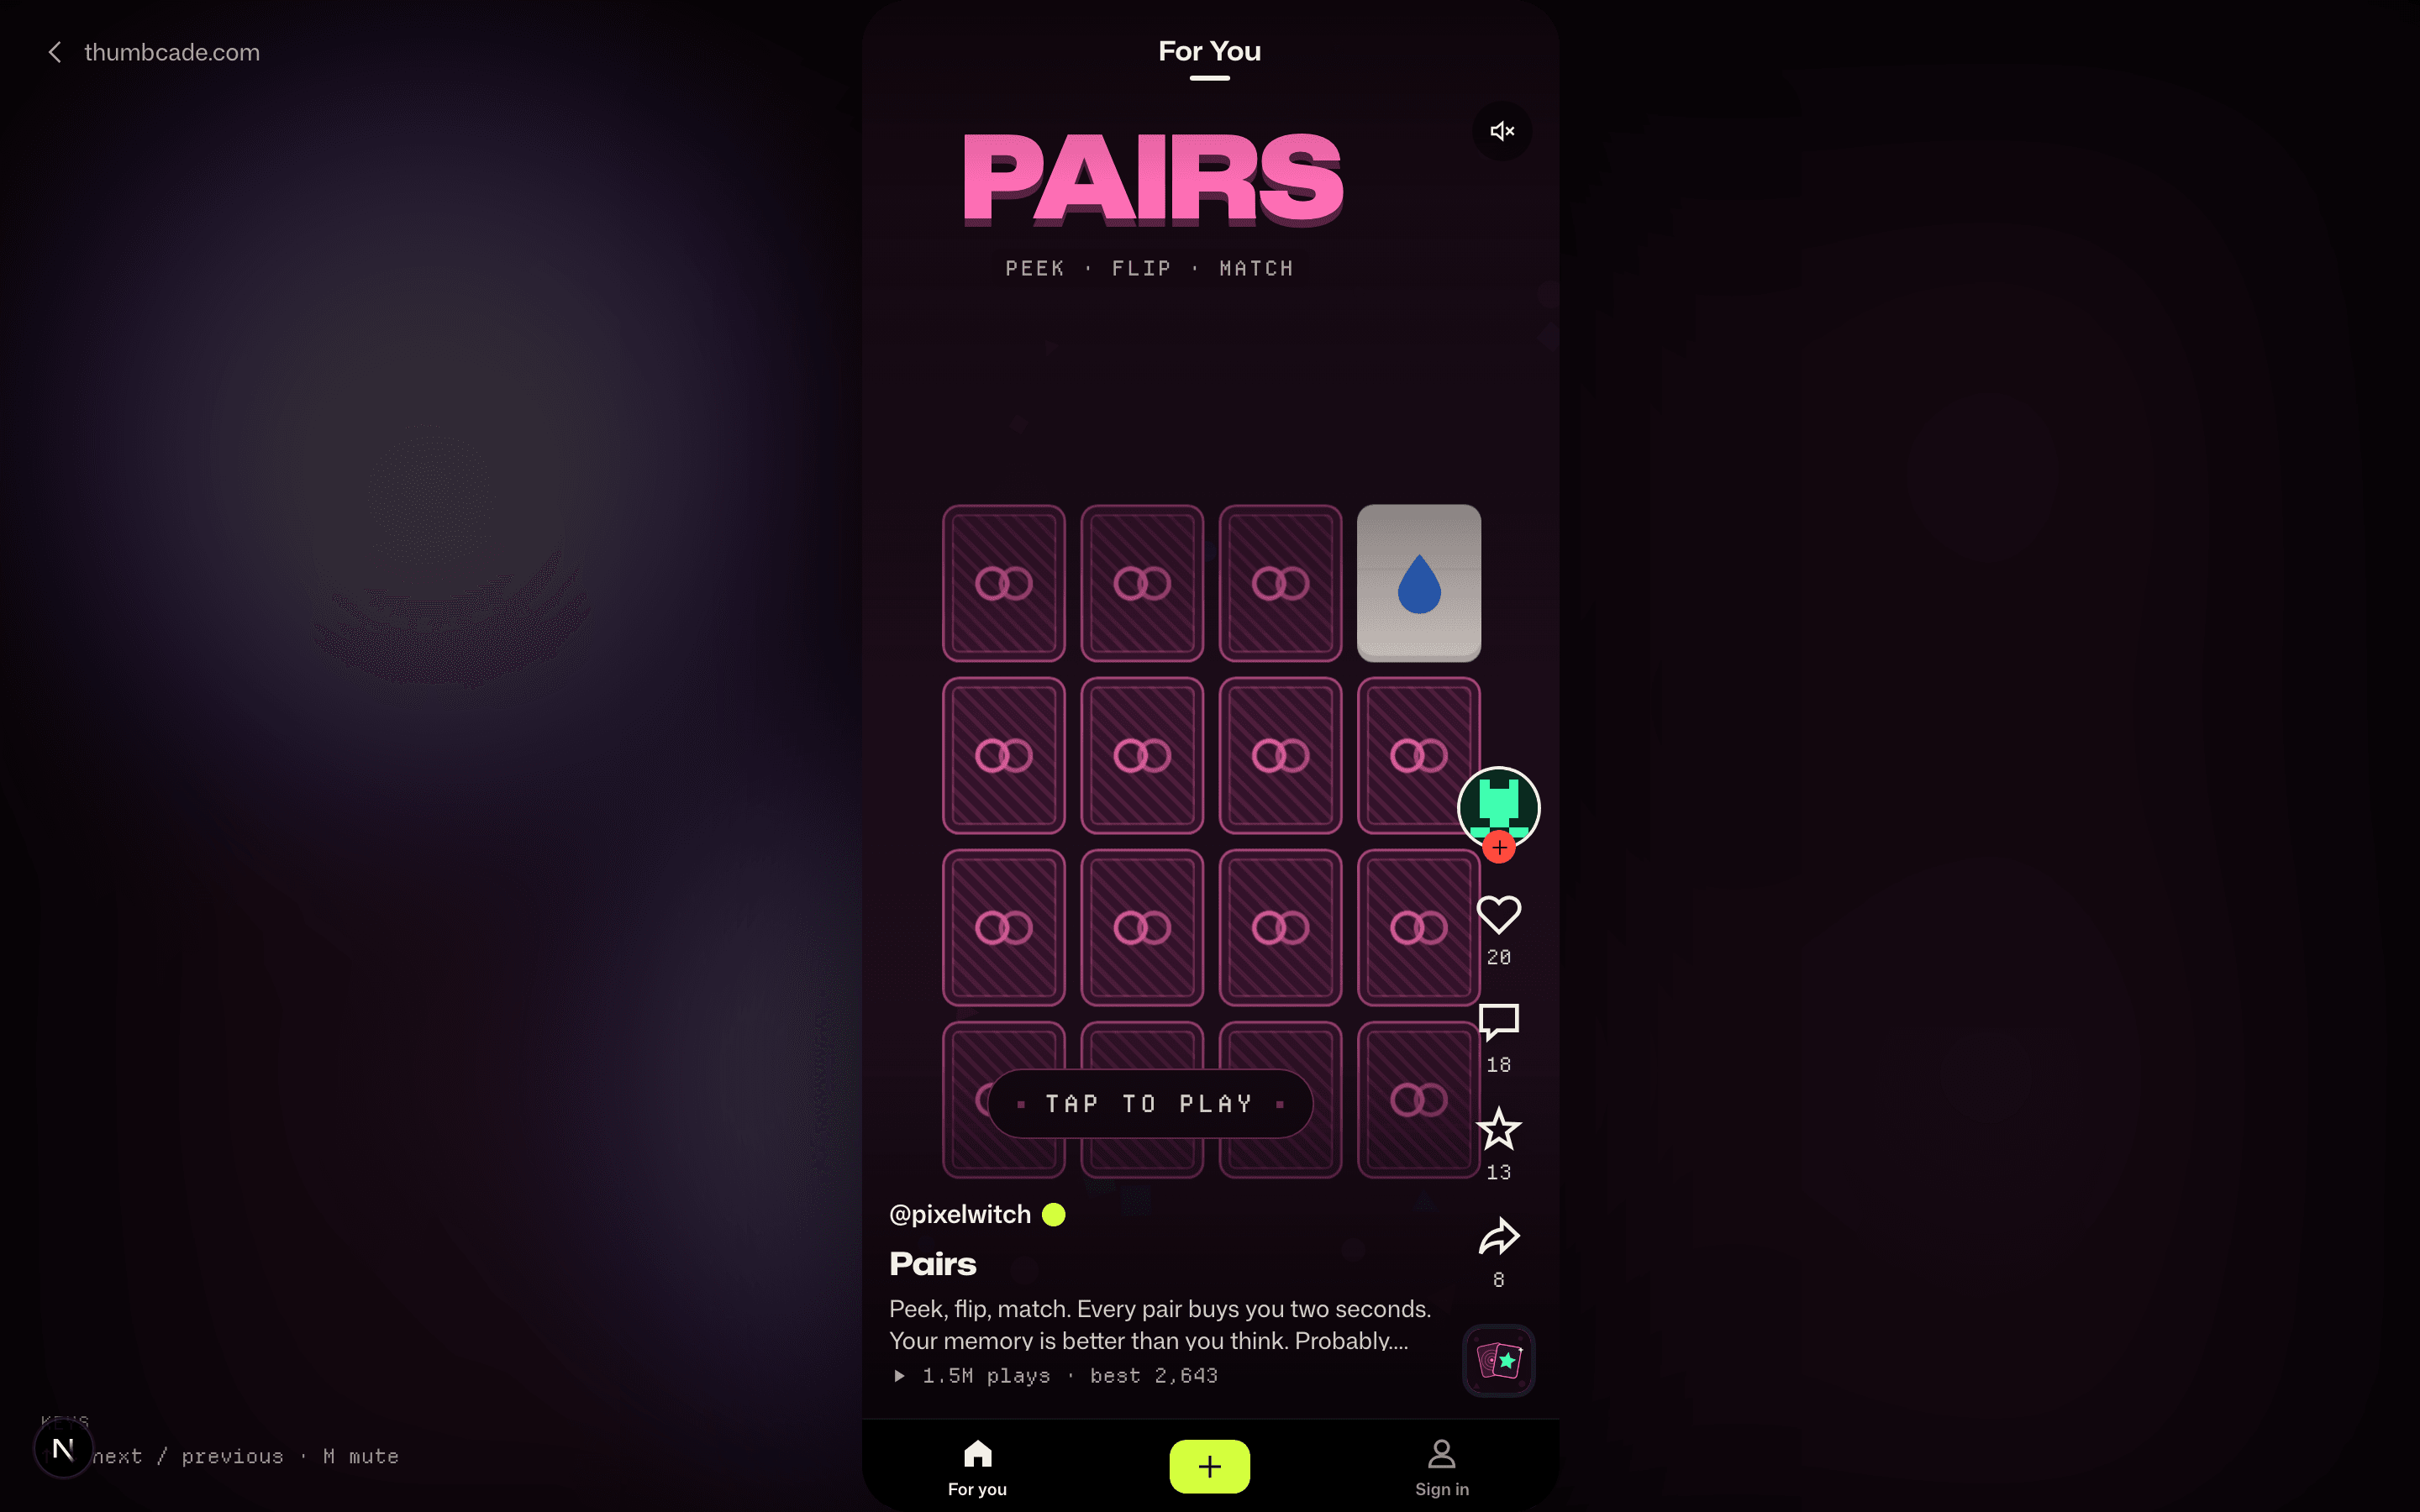 thumbcade.com
For You
PAIRS
PEEK · FLIP · MATCH
TAP TO PLAY
20
18
13
8
@pixelwitch
Pairs
Peek, flip, match. Every pair buys you two seconds.
Your memory is better than you think. Probably....
1.5M plays · best 2,643
KEYS
N
next / previous · M mute
For you
Sign in